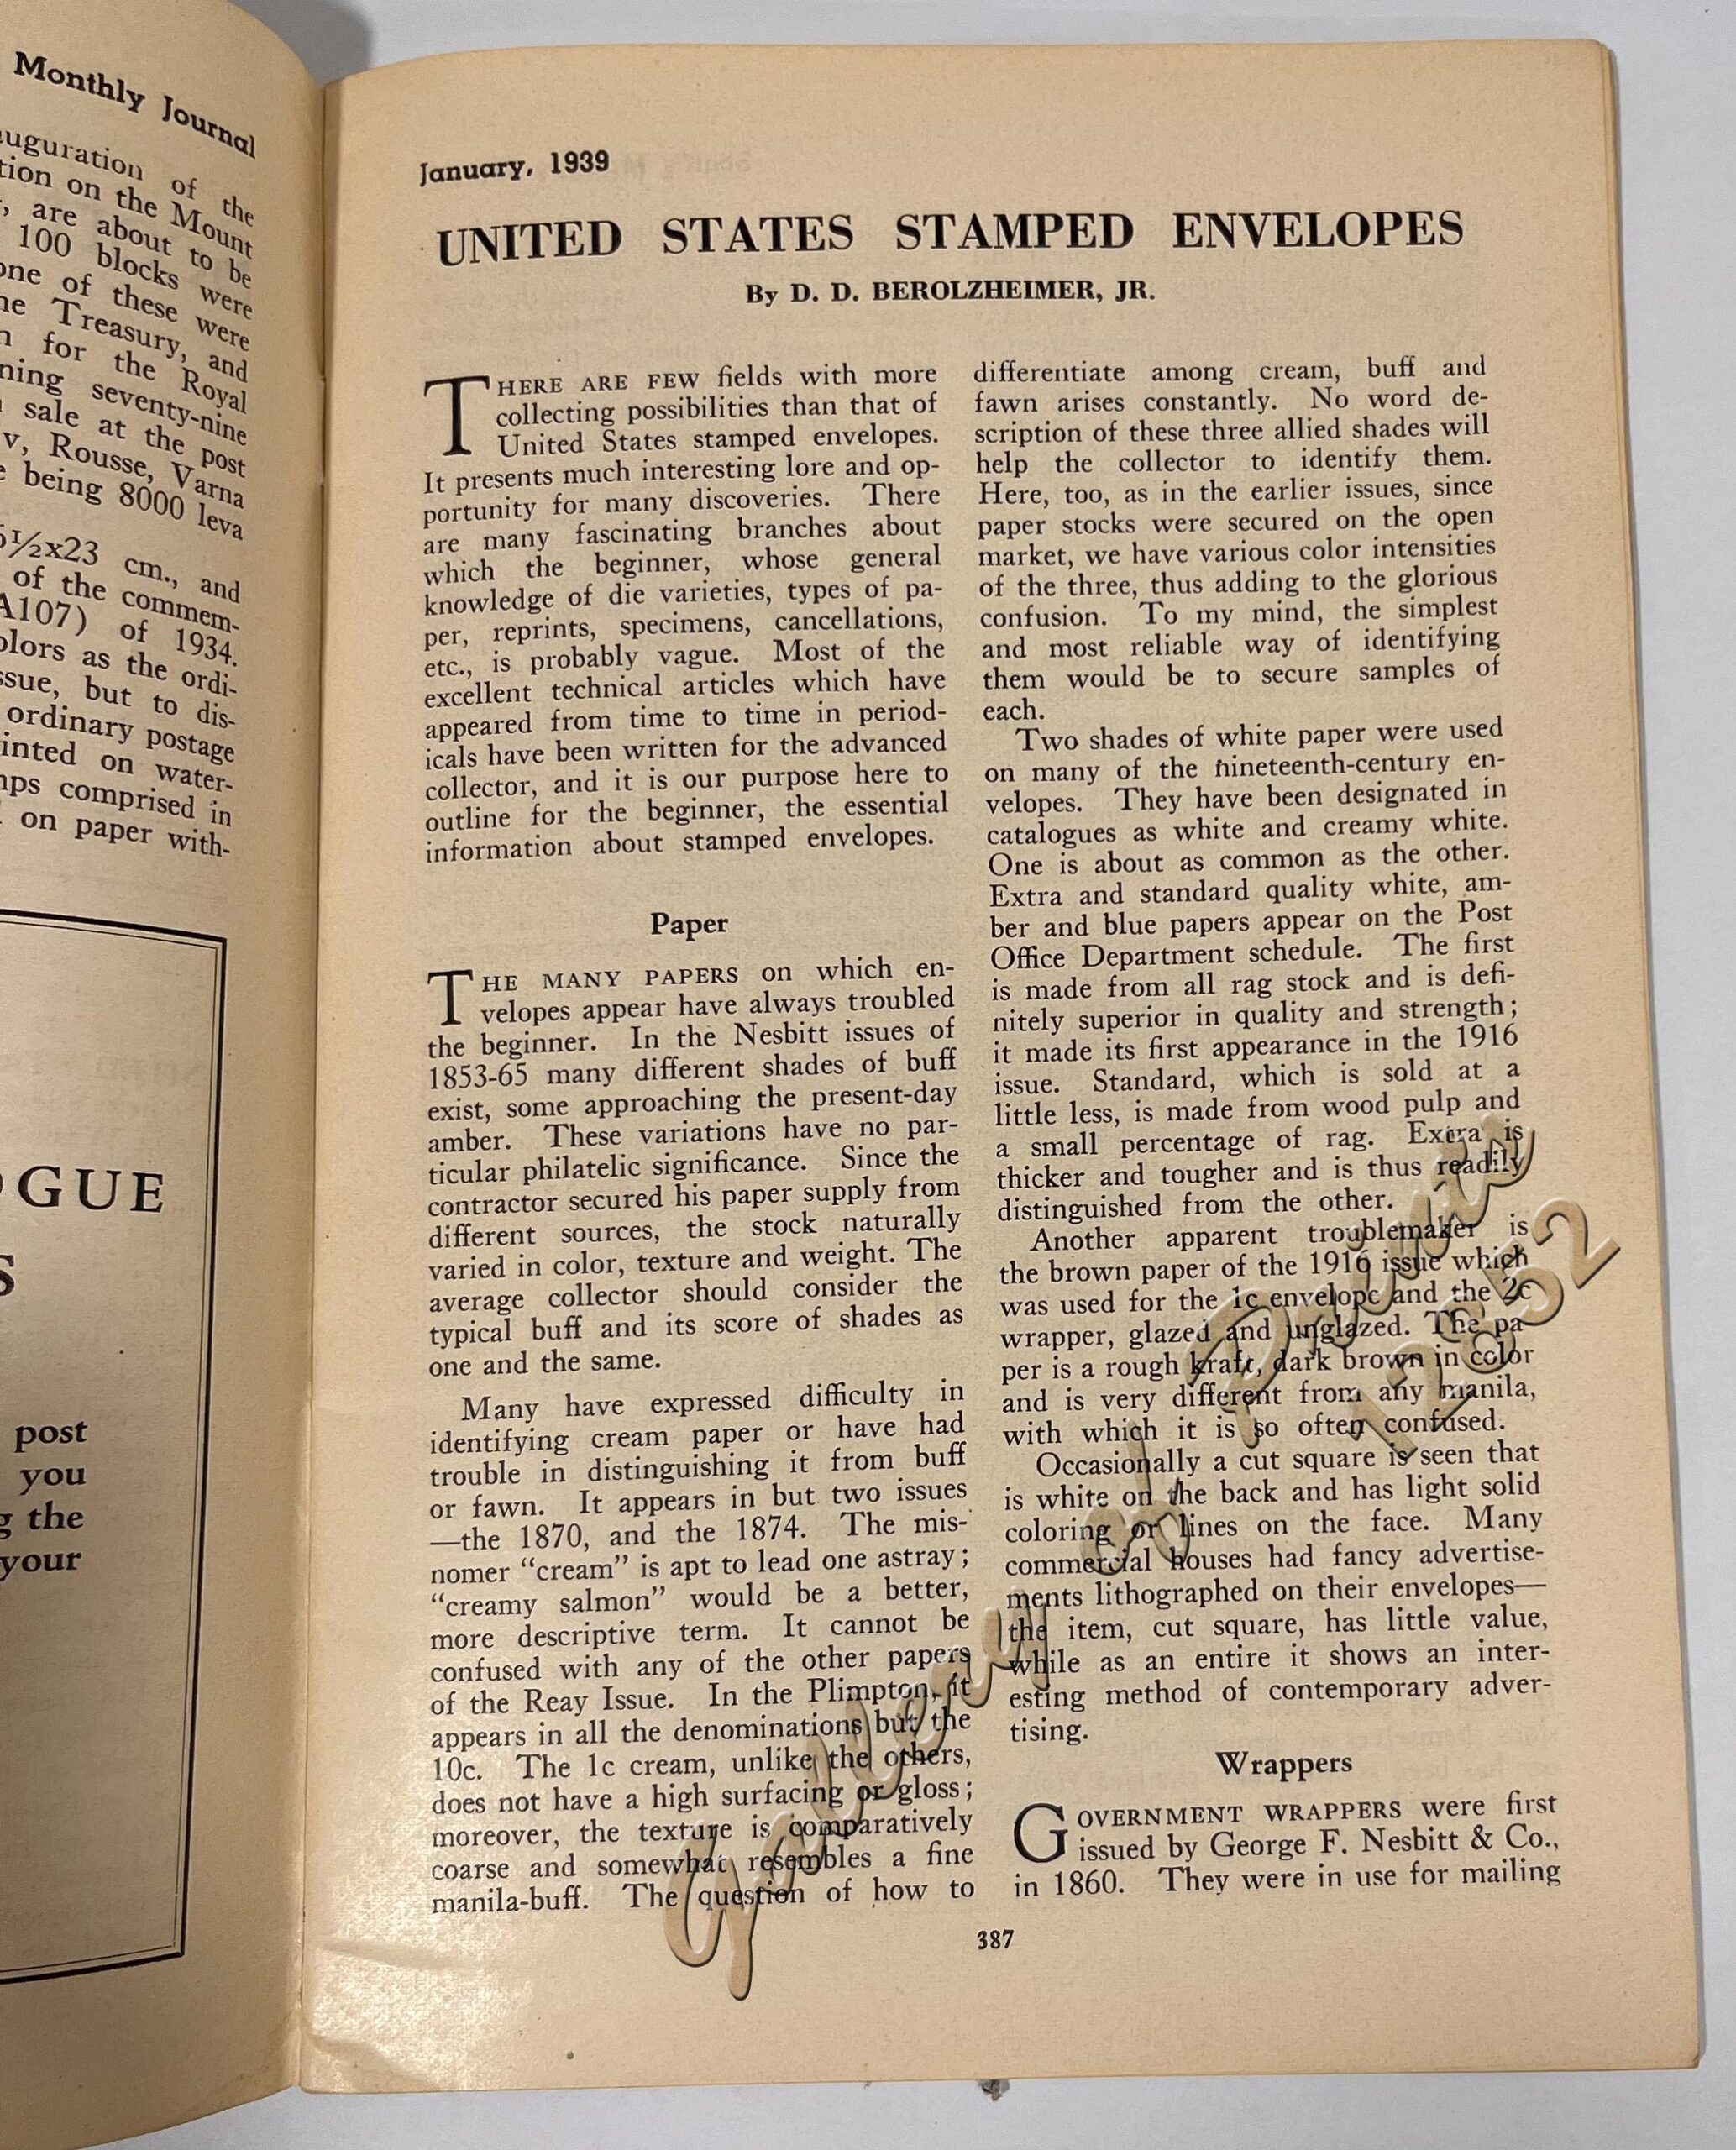 Monthly Journal
auguration of the
tion on the Mount
, are about to be
100 blocks were
one of these were
he Treasury, and
n for the Royal
ning seventy-nine
sale at the post
v, Rousse, Varna
e being 8000 leva
6½x23 cm., and
of the commem-
A107) of 1934.
olors as the ordi-
ssue, but to dis-
ordinary postage
inted on water-
mps comprised in
on paper with-
OGUE
S
post
you
g the
your
January, 1939
UNITED STATES STAMPED ENVELOPES
By D. D. BEROLZHEIMER, JR.
THERE ARE FEW fields with more
collecting possibilities than that of
United States stamped envelopes.
It presents much interesting lore and op-
portunity for many discoveries. There
are many fascinating branches about
which the beginner, whose general
knowledge of die varieties, types of pa-
per, reprints, specimens, cancellations,
etc., is probably vague. Most of the
excellent technical articles which have
appeared from time to time in period-
icals have been written for the advanced
collector, and it is our purpose here to
outline for the beginner, the essential
information about stamped envelopes.
Paper
THE MANY PAPERS on which en-
velopes appear have always troubled
the beginner. In the Nesbitt issues of
1853-65 many different shades of buff
exist, some approaching the present-day
amber. These variations have no par-
ticular philatelic significance. Since the
contractor secured his paper supply from
different sources, the stock naturally
varied in color, texture and weight. The
average collector should consider the
typical buff and its score of shades as
one and the same.
Many have expressed difficulty in
identifying cream paper or have had
trouble in distinguishing it from buff
or fawn. It appears in but two issues
—the 1870, and the 1874. The mis-
nomer “cream” is apt to lead one astray;
“creamy salmon” would be a better,
more descriptive term. It cannot be
confused with any of the other papers
of the Reay Issue. In the Plimpton, it
appears in all the denominations but the
10c. The 1c cream, unlike the others,
does not have a high surfacing or gloss;
moreover, the texture is comparatively
coarse and somewhat resembles a fine
manila-buff. The question of how to
differentiate among cream, buff and
fawn arises constantly. No word de-
scription of these three allied shades will
help the collector to identify them.
Here, too, as in the earlier issues, since
paper stocks were secured on the open
market, we have various color intensities
of the three, thus adding to the glorious
confusion. To my mind, the simplest
and most reliable way of identifying
them would be to secure samples of
each.
Two shades of white paper were used
on many of the nineteenth-century en-
velopes. They have been designated in
catalogues as white and creamy white.
One is about as common as the other.
Extra and standard quality white, am-
ber and blue papers appear on the Post
Office Department schedule. The first
is made from all rag stock and is defi-
nitely superior in quality and strength;
it made its first appearance in the 1916
issue. Standard, which is sold at a
little less, is made from wood pulp and
a small percentage of rag. Extra is
thicker and tougher and is thus readily
distinguished from the other.
Another apparent troublemaker is
the brown paper of the 1916 issue which
was used for the 1c envelope and the 2c
wrapper, glazed and unglazed. The pa-
per is a rough kraft, dark brown in color
and is very different from any manila,
with which it is so often confused.
Occasionally a cut square is seen that
is white on the back and has light solid
coloring or lines on the face. Many
commercial houses had fancy advertise-
ments lithographed on their envelopes—
the item, cut square, has little value,
while as an entire it shows an inter-
esting method of contemporary adver-
tising.
Wrappers
GOVERNMENT WRAPPERS were first
issued by George F. Nesbitt & Co.,
in 1860. They were in use for mailing
387